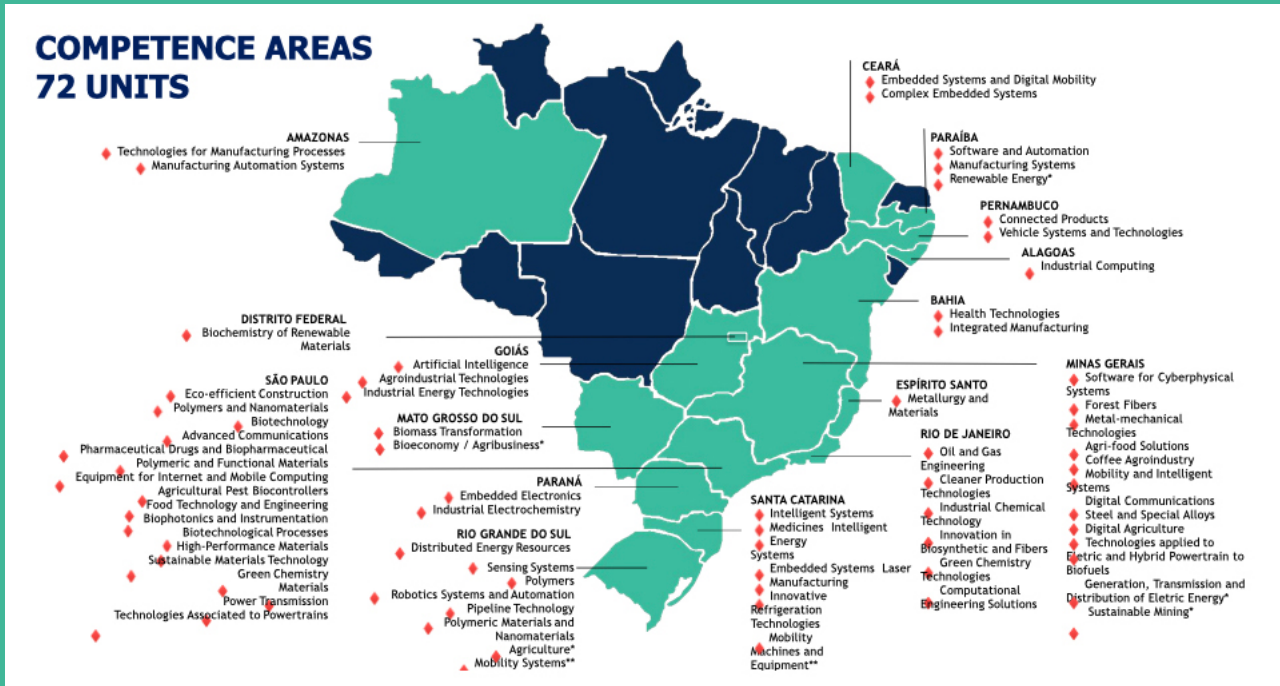 COMPETENCE AREAS
72 UNITS
AMAZONAS
Technologies for Manufacturing Processes
Manufacturing Automation Systems
CEARÁ
Embedded Systems and Digital Mobility
Complex Embedded Systems
PARAÍBA
Software and Automation
Manufacturing Systems
Renewable Energy*
PERNAMBUCO
Connected Products
Vehicle Systems and Technologies
ALAGOAS
Industrial Computing
BAHIA
Health Technologies
Integrated Manufacturing
DISTRITO FEDERAL
Biochemistry of Renewable
Materials
GOIÁS
Artificial Intelligence
Agroindustrial Technologies
Industrial Energy Technologies
MATO GROSSO DO SUL
Biomass Transformation
Bioeconomy / Agribusiness*
SÃO PAULO
Eco-efficient Construction
Polymers and Nanomaterials
Biotechnology
Advanced Communications
Pharmaceutical Drugs and Biopharmaceutical
Polymeric and Functional Materials
Equipment for Internet and Mobile Computing
Agricultural Pest Biocontrollers
Food Technology and Engineering
Biophotonics and Instrumentation
Biotechnological Processes
High-Performance Materials
Sustainable Materials Technology
Green Chemistry
Materials
Power Transmission
Technologies Associated to Powertrains
PARANÁ
Embedded Electronics
Industrial Electrochemistry
RIO GRANDE DO SUL
Distributed Energy Resources
Sensing Systems
Polymers
Robotics Systems and Automation
Pipeline Technology
Polymeric Materials and
Nanomaterials
Agriculture*
Mobility Systems**
SANTA CATARINA
Intelligent Systems
Medicines Intelligent
Energy
Systems
Embedded Systems Laser
Manufacturing
Innovative
Refrigeration
Technologies
Mobility
Machines and
Equipment**
ESPÍRITO SANTO
Metallurgy and
Materials
RIO DE JANEIRO
Oil and Gas
Engineering
Cleaner Production
Technologies
Industrial Chemical
Technology
Innovation in
Biosynthetic and Fibers
Green Chemistry
Technologies
Computational
Engineering Solutions
MINAS GERAIS
Software for Cyberphysical
Systems
Forest Fibers
Metal-mechanical
Technologies
Agri-food Solutions
Coffee Agroindustry
Mobility and Intelligent
Systems
Digital Communications
Steel and Special Alloys
Digital Agriculture
Technologies applied to
Eletric and Hybrid Powertrain to
Biofuels
Generation, Transmission and
Distribution of Eletric Energy*
Sustainable Mining*